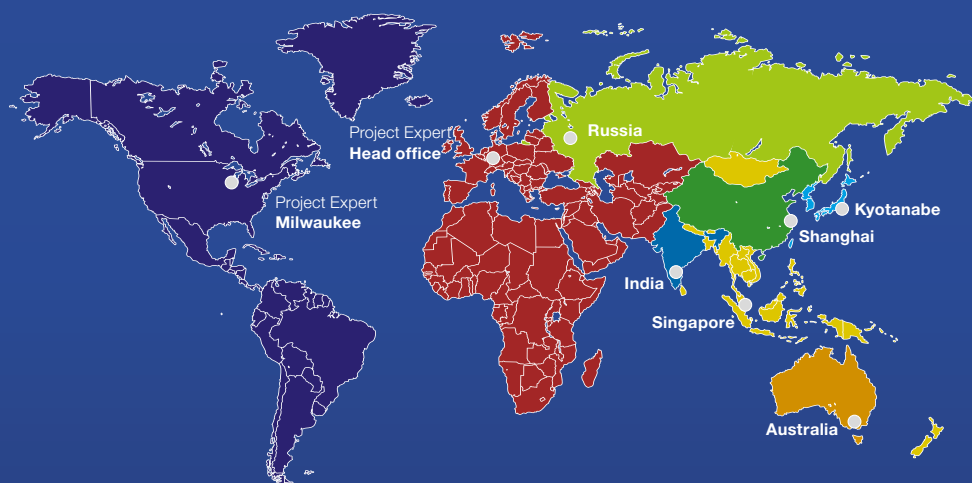 Project Expert
Head office
Russia
Project Expert
Milwaukee
Kyotanabe
Shanghai
India
Singapore
Australia